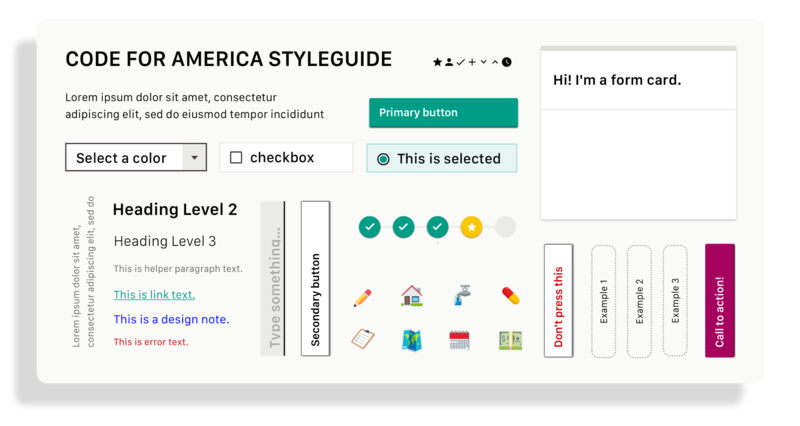 CODE FOR AMERICA STYLEGUIDE
Lorem ipsum dolor sit amet, consectetur
adipiscing elit, sed do eiusmod tempor incididunt
Primary button
Hi! I'm a form card.
Select a color
checkbox
This is selected
Lorem ipsum dolor sit amet,
consectetur adipiscing elit, sed do
Heading Level 2
Heading Level 3
This is helper paragraph text.
This is link text.
This is a design note.
This is error text.
Type something...
Secondary button
Don't press this
Example 1
Example 2
Example 3
Call to action!